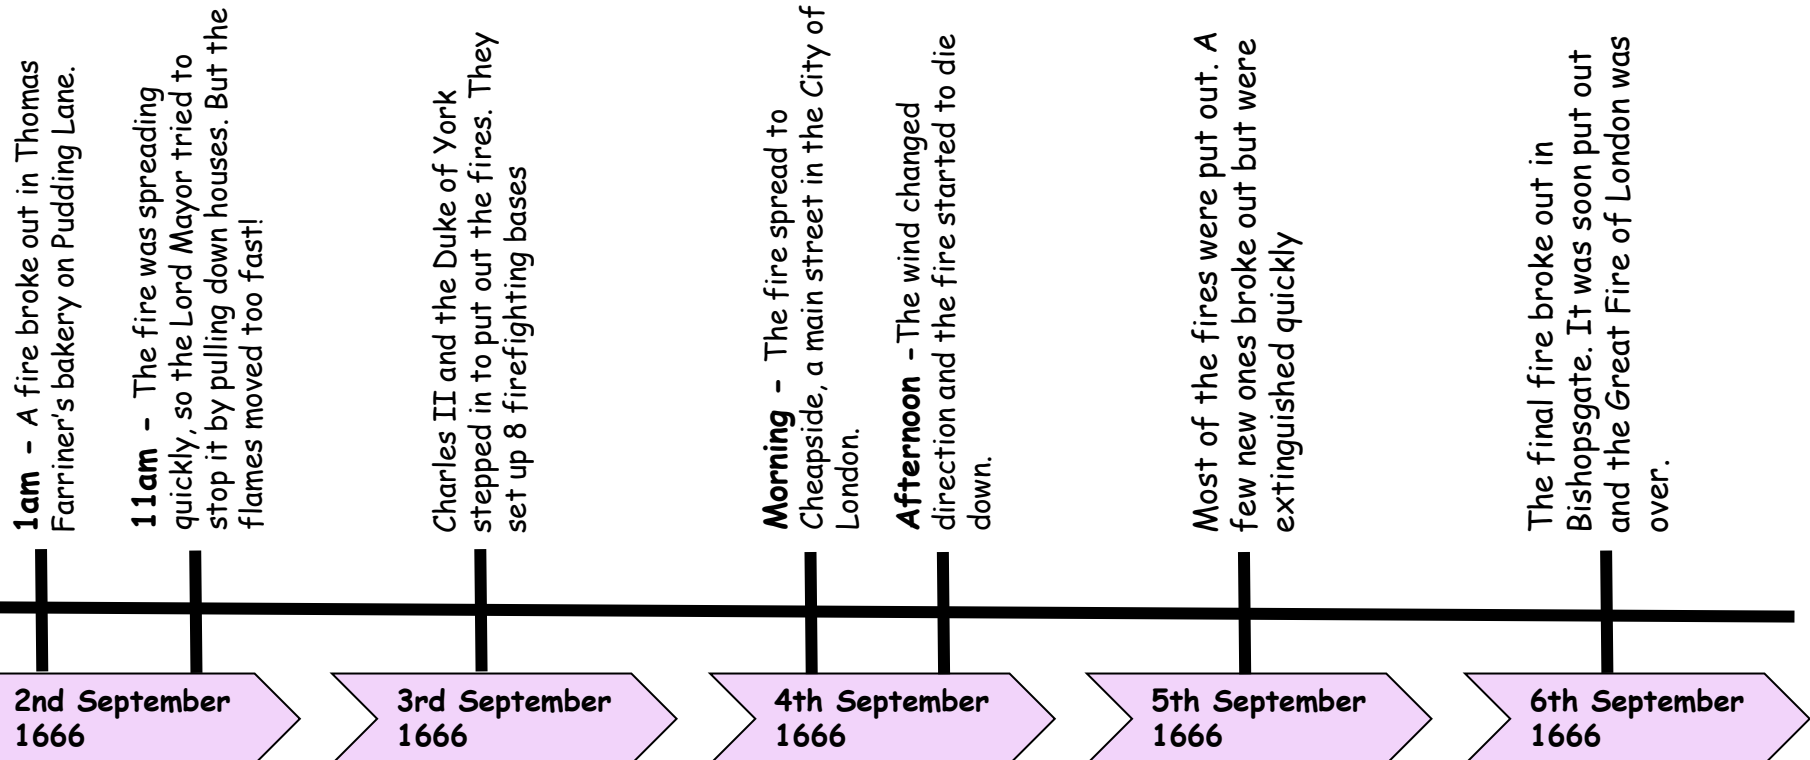 1am - A fire broke out in Thomas
Farriner's bakery on Pudding Lane.
11am - The fire was spreading
quickly, so the Lord Mayor tried to
stop it by pulling down houses. But the
flames moved too fast!
Charles II and the Duke of York
stepped in to put out the fires. They
set up 8 firefighting bases
Morning - The fire spread to
Cheapside, a main street in the City of
London.
Afternoon -The wind changed
direction and the fire started to die
down.
Most of the fires were put out. A
few new ones broke out but were
extinguished quickly
The final fire broke out in
Bishopsgate. It was soon put out
and the Great Fire of London was
over.
2nd September
1666
3rd September
1666
4th September
1666
5th September
1666
6th September
1666